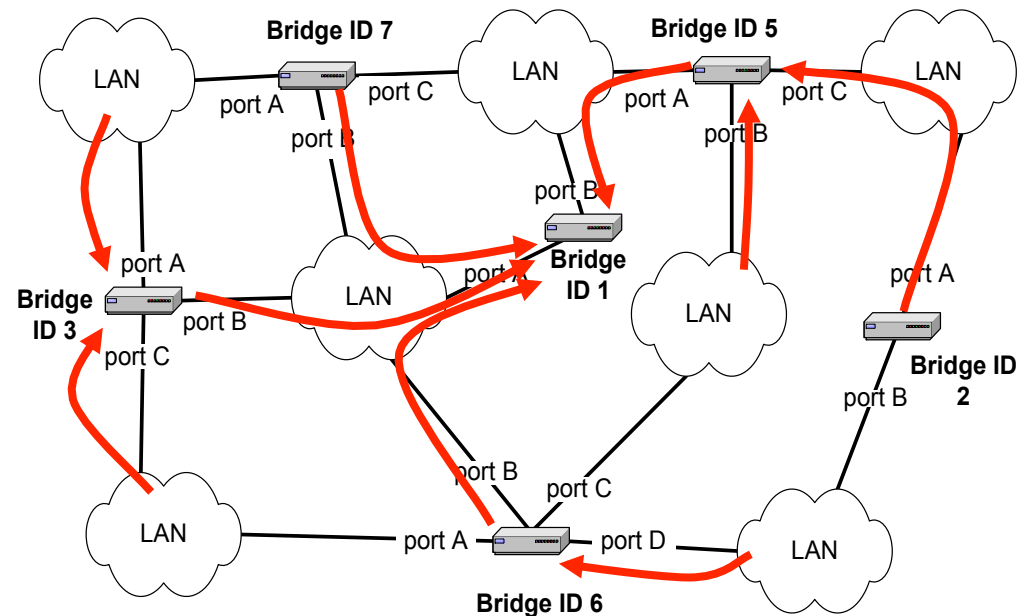 Bridge ID 7
Bridge ID 5
LAN
LAN
LAN
port A
port C
port A
port C
port B
port B
port B
Bridge
ID 1
port A
port A
port A
Bridge
ID 3
port B
LAN
LAN
port C
Bridge ID
2
port B
port B
port C
LAN
port A
port D
LAN
Bridge ID 6